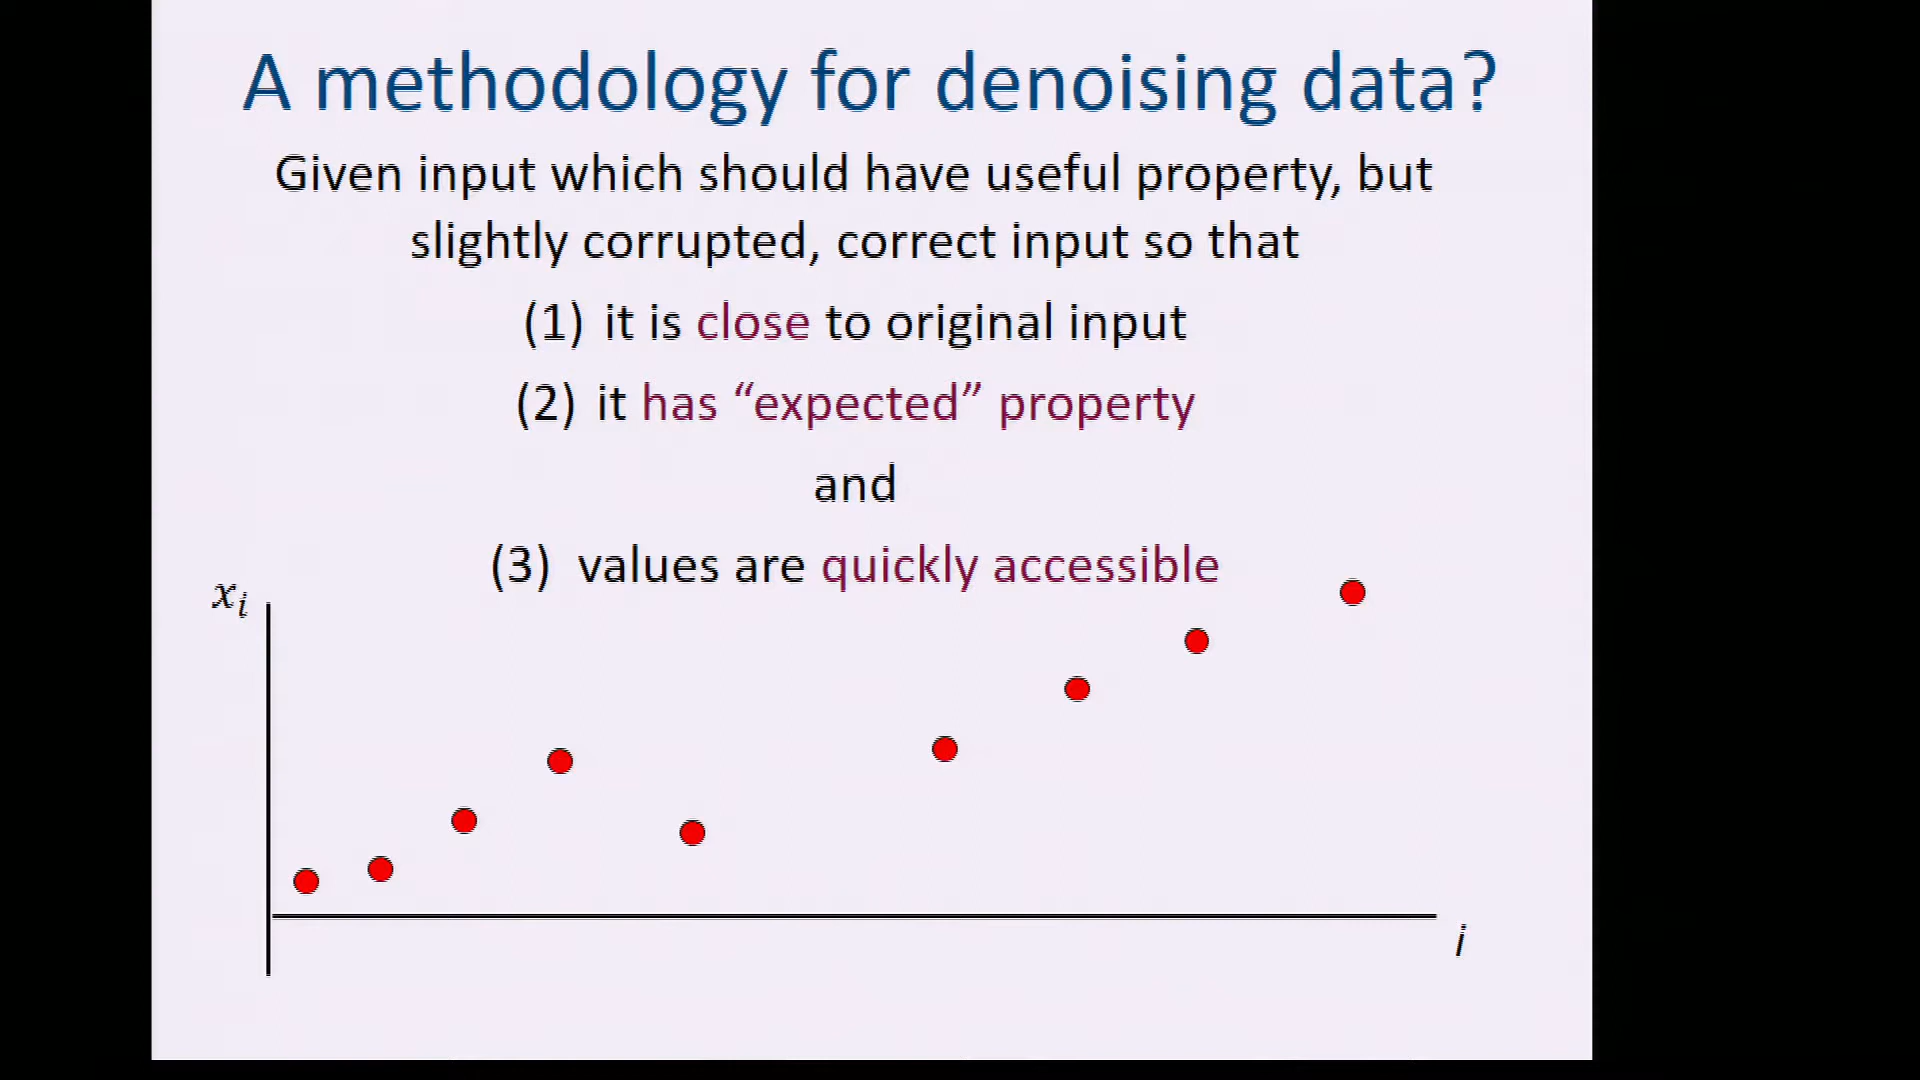 A methodology for denoising data?
Given input which should have useful property, but
slightly corrupted, correct input so that
(1) it is close to original input
(2) it has “expected” property
and
(3) values are quickly accessible
xᵢ
i